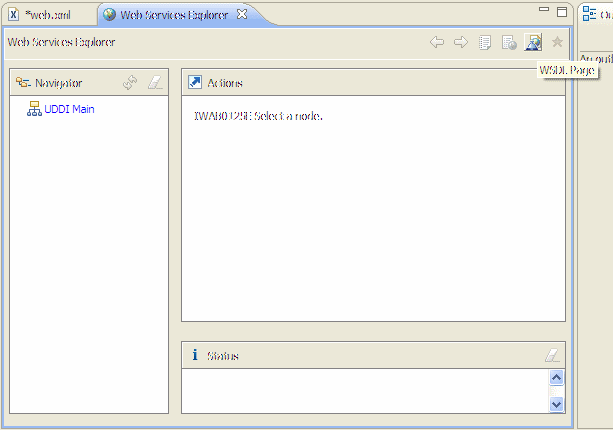 *web.xml
Web Services Explorer
Ou
Web Services Explorer
An outl
WSDL Page
Navigator
Actions
UDDI Main
IWAB0125E Select a node.
Status